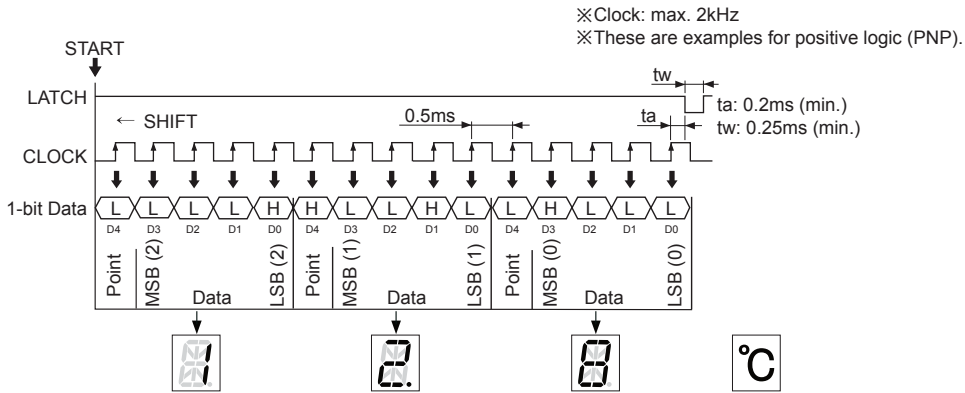 ※Clock: max. 2kHz
※These are examples for positive logic (PNP).
START
tw
LATCH
ta: 0.2ms (min.)
← SHIFT 0.5ms ta
tw: 0.25ms (min.)
CLOCK
1-bit Data L L L L H H L L H L L H L L L
D4 D3 D2 D1 D0 D4 D3 D2 D1 D0 D4 D3 D2 D1 D0
Point MSB (2) Data LSB (2) Point MSB (1) Data LSB (1) Point MSB (0) Data LSB (0)
1 2. 8 °C